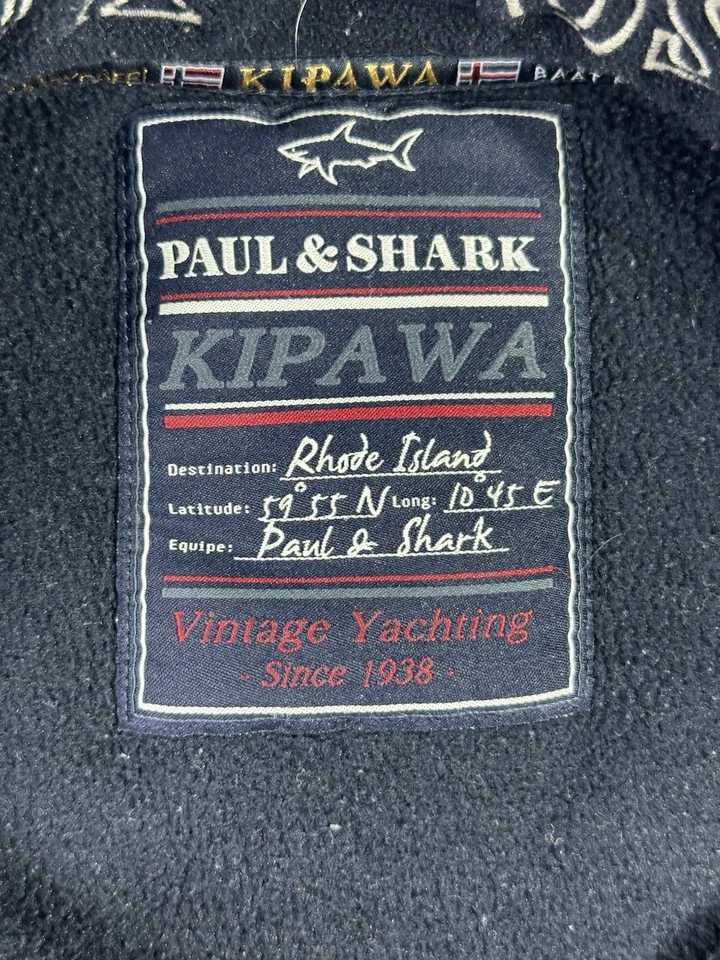 KIPAWA BAAT
PAUL & SHARK
KIPAWA
Destination: Rhode Island
Latitude: 59°55 N Long: 10°45 E
Equipe: Paul & Shark
Vintage Yachting
- Since 1938 -